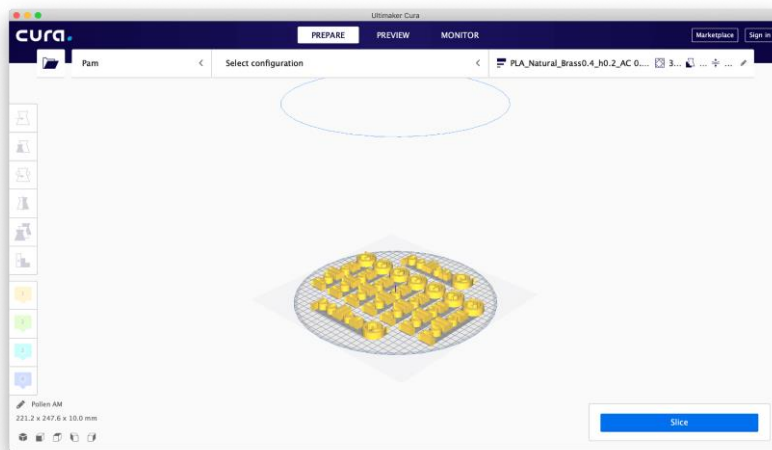 Ultimaker Cura
cura.
PREPARE PREVIEW MONITOR
Marketplace Sign in
Pam
Select configuration
PLA_Natural_Brass0.4_h0.2_AC 0.... 3... ... ...
Pollen AM
221.2 x 247.6 x 10.0 mm
Slice